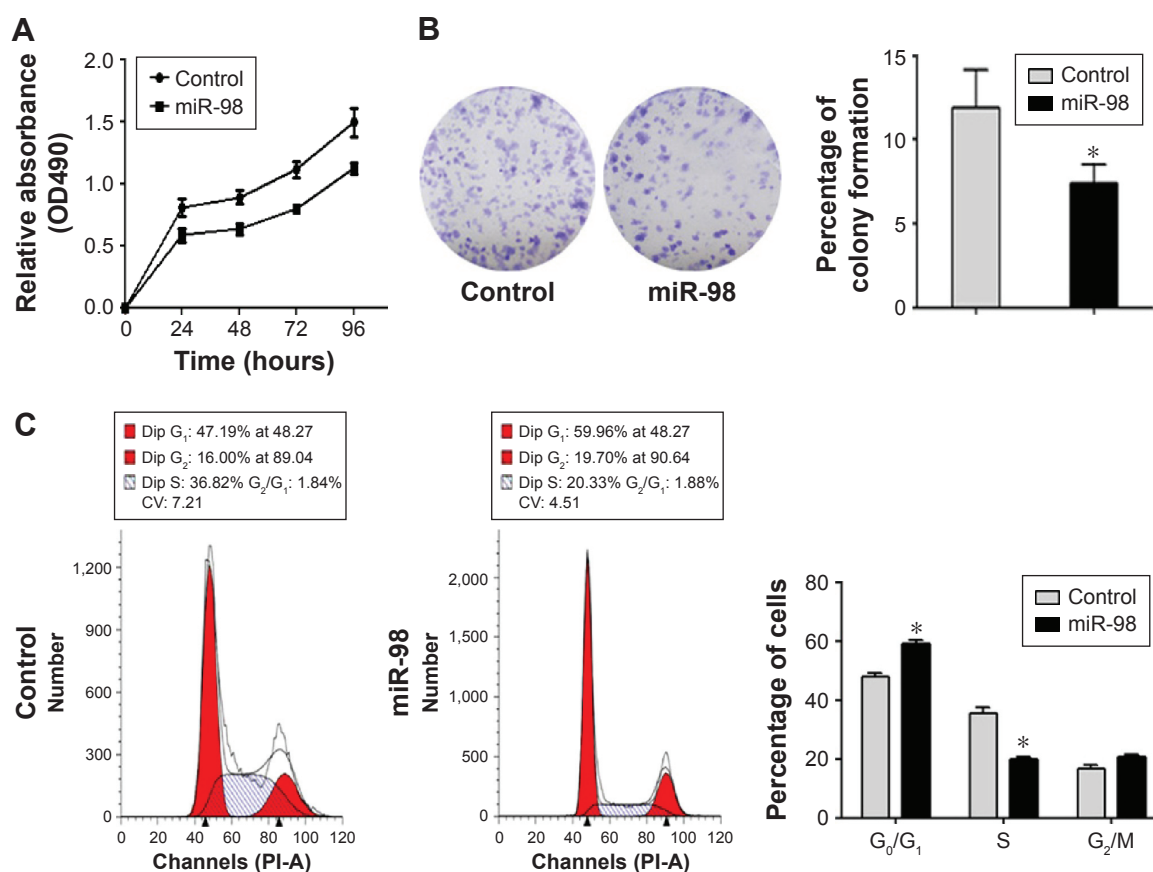 A
Relative absorbance
(OD490)
2.0
1.5
1.0
0.5
0.0
Control
miR-98
0 24 48 72 96
Time (hours)
B
Control miR-98
Percentage of
colony formation
15
10
5
0
Control
miR-98
*
C
Dip G₁: 47.19% at 48.27
Dip G₂: 16.00% at 89.04
Dip S: 36.82% G₂/G₁: 1.84%
CV: 7.21
Control
Number
1,200
900
600
300
0
0 20 40 60 80 100 120
Channels (PI-A)
Dip G₁: 59.96% at 48.27
Dip G₂: 19.70% at 90.64
Dip S: 20.33% G₂/G₁: 1.88%
CV: 4.51
miR-98
Number
2,000
1,500
1,000
500
0
0 20 40 60 80 100 120
Channels (PI-A)
Percentage of cells
80
60
40
20
0
Control
miR-98
*
*
G₀/G₁ S G₂/M